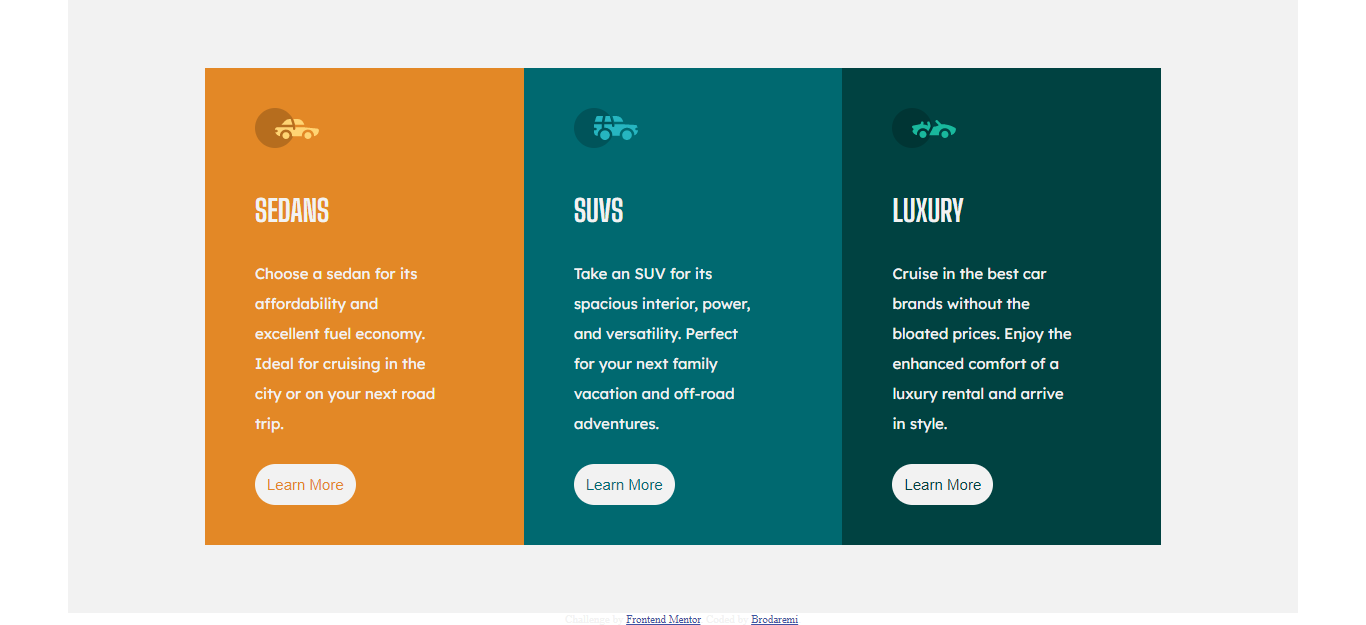 SEDANS
Choose a sedan for its
affordability and
excellent fuel economy.
Ideal for cruising in the
city or on your next road
trip.
Learn More
SUVS
Take an SUV for its
spacious interior, power,
and versatility. Perfect
for your next family
vacation and off-road
adventures.
Learn More
LUXURY
Cruise in the best car
brands without the
bloated prices. Enjoy the
enhanced comfort of a
luxury rental and arrive
in style.
Learn More
Challenge by Frontend Mentor. Coded by Brodaremi